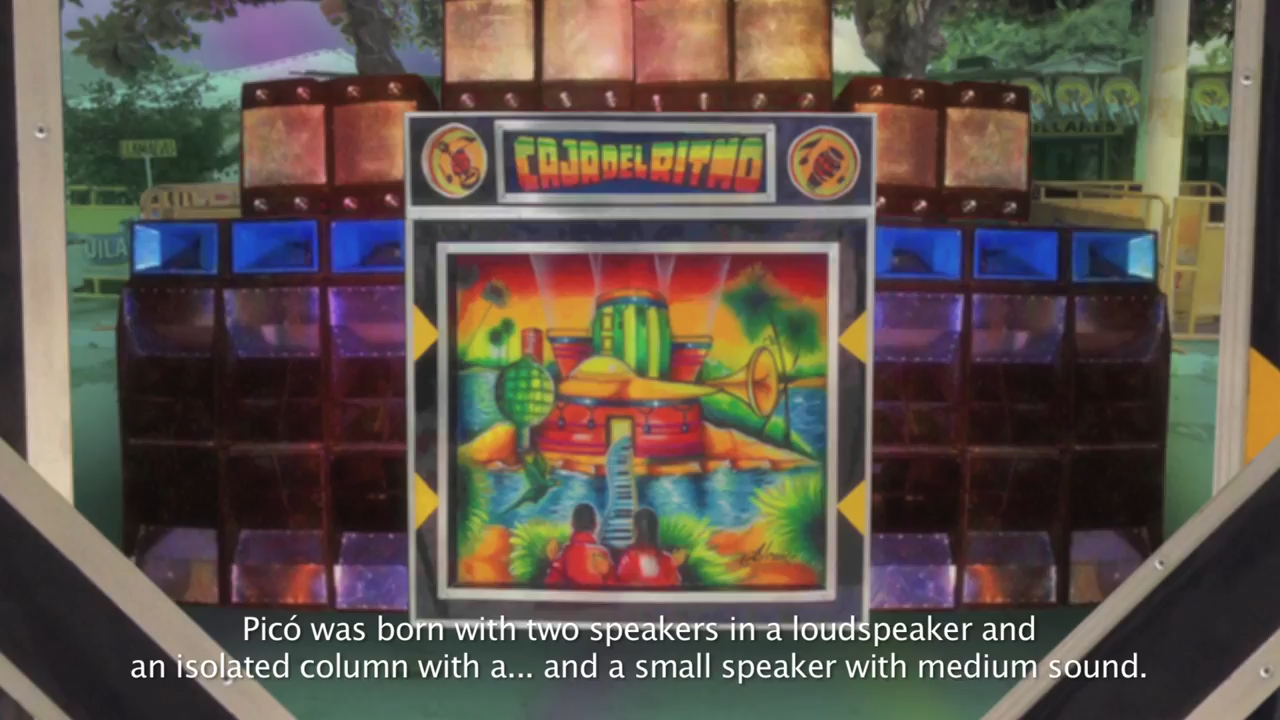 CAJA DEL RITMO
Picó was born with two speakers in a loudspeaker and
an isolated column with a... and a small speaker with medium sound.